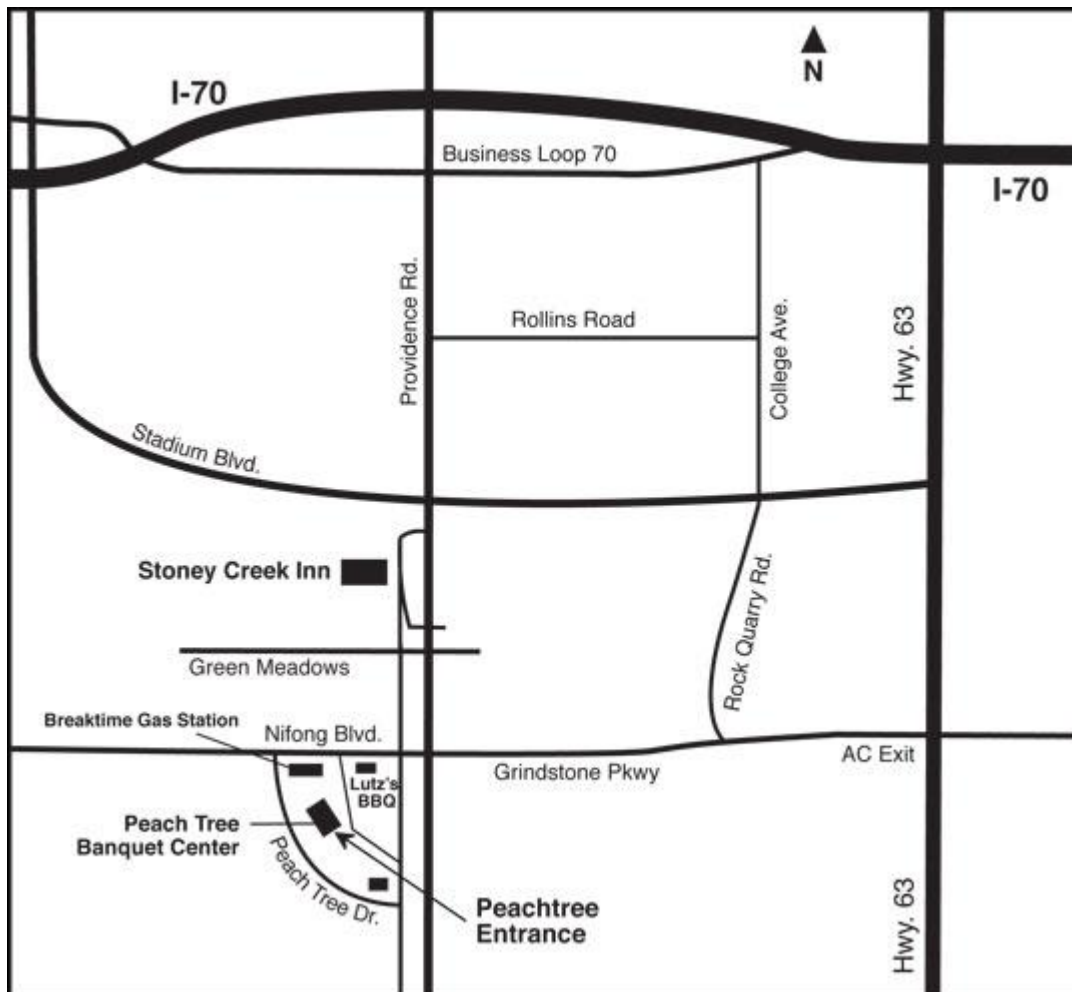 N
I-70
Business Loop 70
I-70
Providence Rd.
Rollins Road
College Ave.
Hwy. 63
Stadium Blvd.
Stoney Creek Inn
Rock Quarry Rd.
Green Meadows
Breaktime Gas Station
Nifong Blvd.
Grindstone Pkwy
AC Exit
Lutz's
BBQ
Peach Tree
Banquet Center
Peach Tree Dr.
Peachtree
Entrance
Hwy. 63